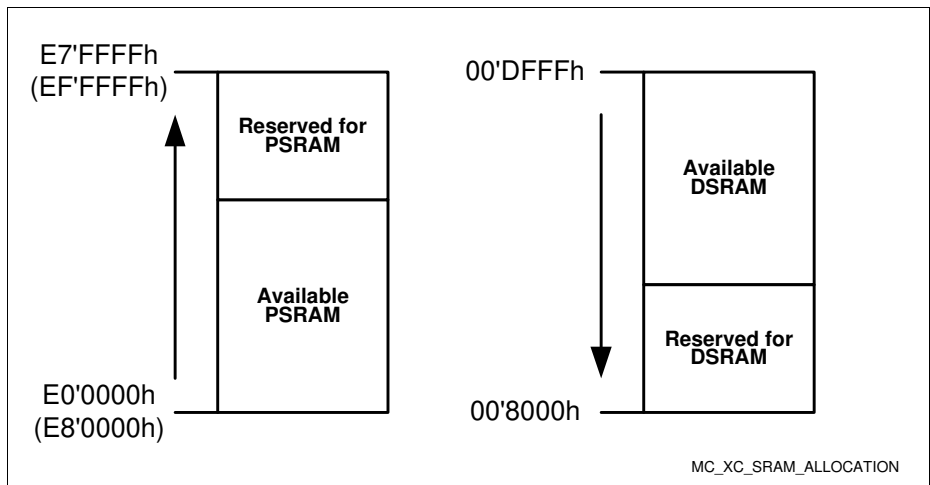 E7'FFFFh
(EF'FFFFh)
Reserved for
PSRAM
Available
PSRAM
E0'0000h
(E8'0000h)
00'DFFFh
Available
DSRAM
Reserved for
DSRAM
00'8000h
MC_XC_SRAM_ALLOCATION